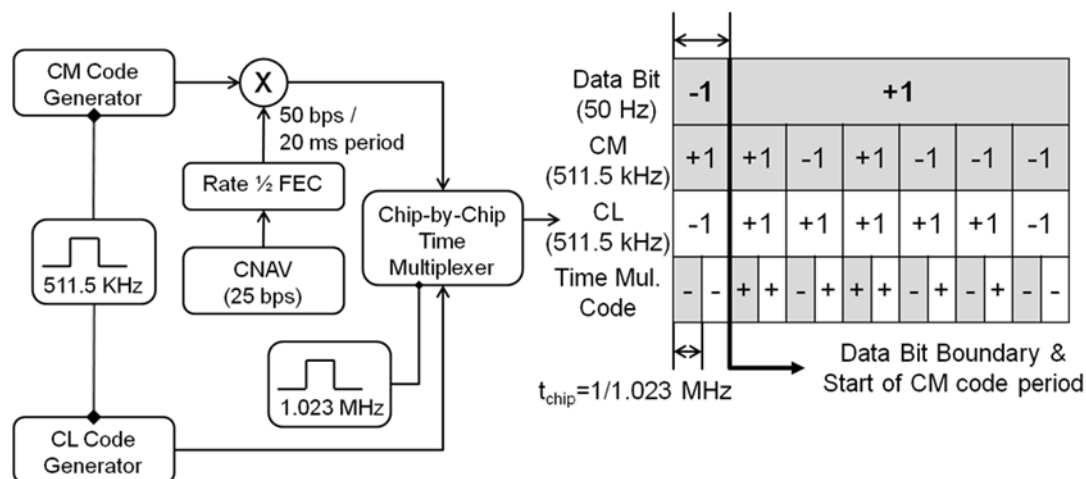 CM Code
Generator
X
50 bps /
20 ms period
Rate ½ FEC
CNAV
(25 bps)
511.5 KHz
Chip-by-Chip
Time
Multiplexer
1.023 MHz
CL Code
Generator
Data Bit
(50 Hz)
-1 +1
CM
(511.5 kHz)
+1 +1 -1 +1 -1 -1 -1
CL
(511.5 kHz)
-1 +1 +1 +1 +1 +1 -1
Time Mul.
Code
- - + + - + + + - + - + - -
tchip=1/1.023 MHz
Data Bit Boundary &
Start of CM code period